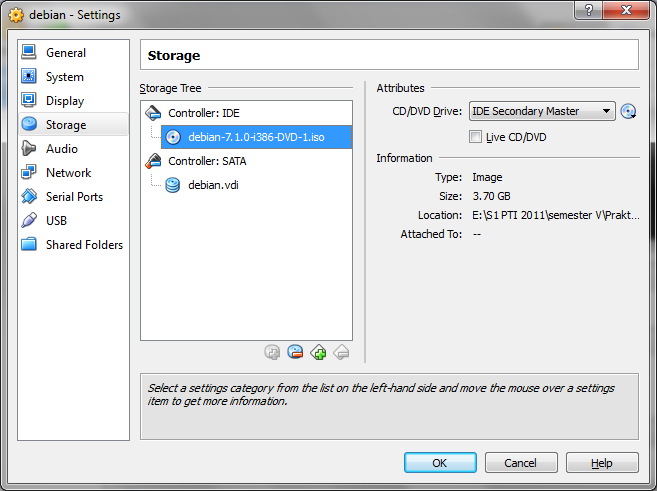 debian - Settings
General
System
Display
Storage
Audio
Network
Serial Ports
USB
Shared Folders
Storage
Storage Tree
Controller: IDE
debian-7.1.0-i386-DVD-1.iso
Controller: SATA
debian.vdi
Attributes
CD/DVD Drive: IDE Secondary Master
Live CD/DVD
Information
Type: Image
Size: 3.70 GB
Location: E:\S1 PTI 2011\semester V\Prakt...
Attached To: --
Select a settings category from the list on the left-hand side and move the mouse over a settings
item to get more information.
OK Cancel Help